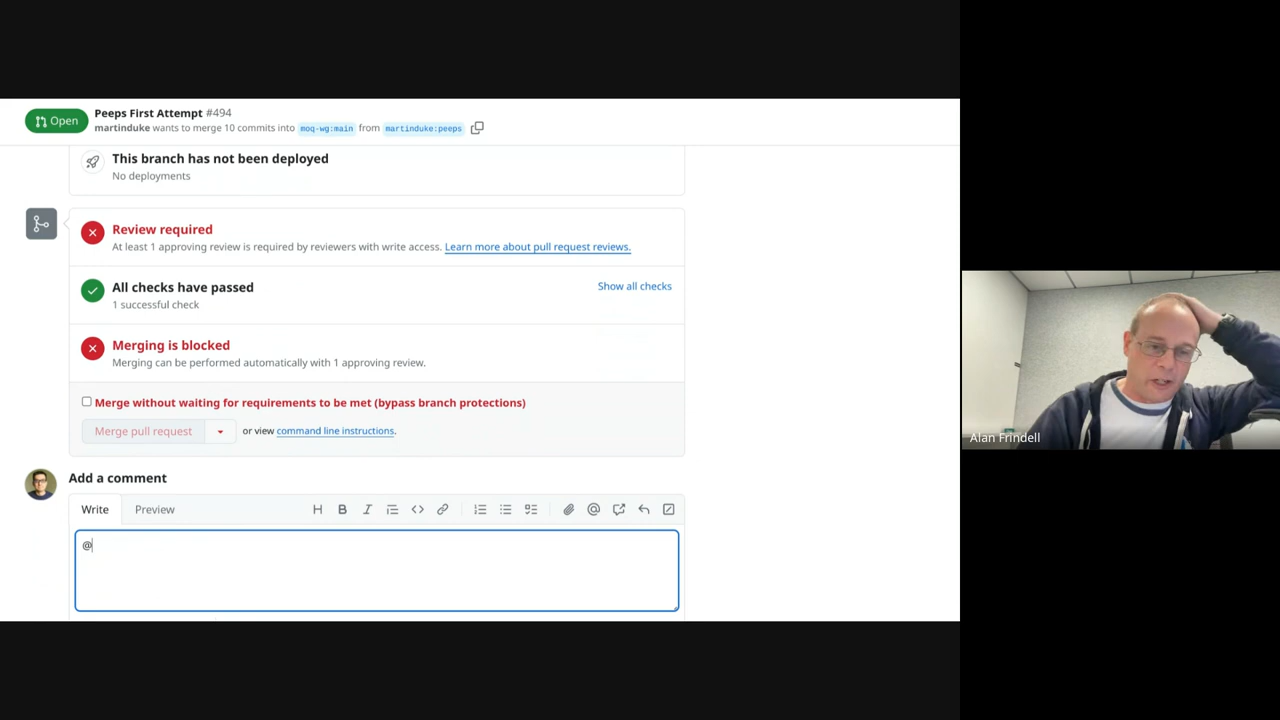 Open
Peeps First Attempt #494
martinduke wants to merge 10 commits into moq-wg:main from martinduke:peeps
This branch has not been deployed
No deployments
Review required
At least 1 approving review is required by reviewers with write access. Learn more about pull request reviews.
All checks have passed
Show all checks
1 successful check
Merging is blocked
Merging can be performed automatically with 1 approving review.
Merge without waiting for requirements to be met (bypass branch protections)
Merge pull request
or view command line instructions.
Add a comment
Write
Preview
@
Alan Frindell